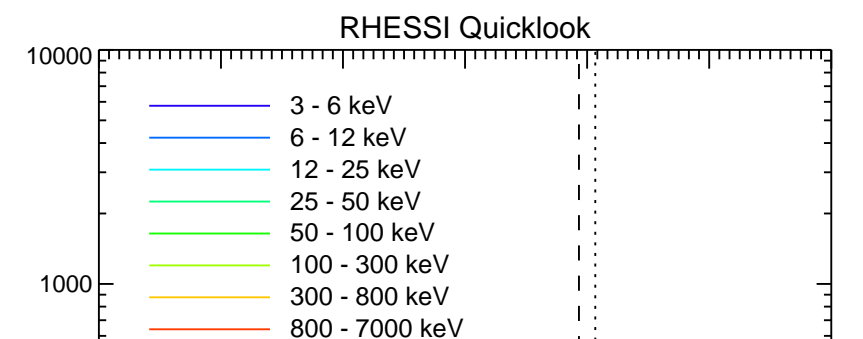 RHESSI Quicklook
10000
3 - 6 keV
6 - 12 keV
12 - 25 keV
25 - 50 keV
50 - 100 keV
100 - 300 keV
1000
300 - 800 keV
800 - 7000 keV